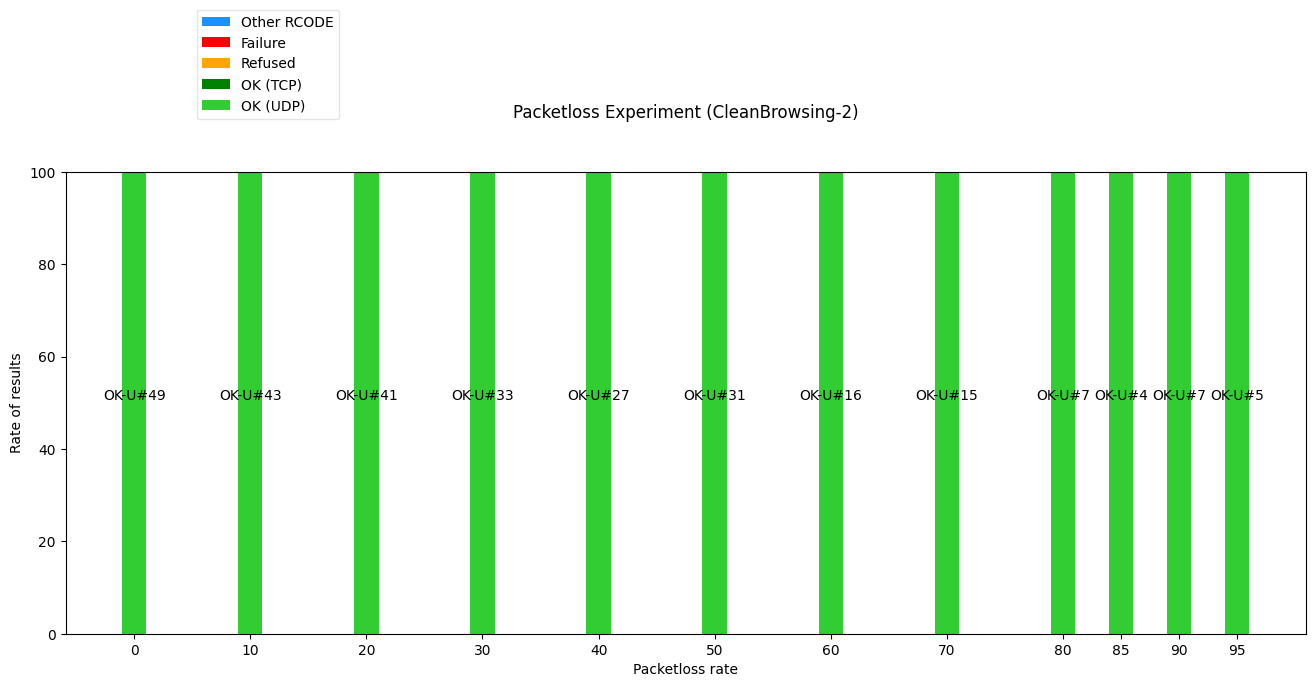 Other RCODE
Failure
Refused
OK (TCP)
OK (UDP)
Packetloss Experiment (CleanBrowsing-2)
Rate of results
100
80
60
40
20
0
OK-U#49 OK-U#43 OK-U#41 OK-U#33 OK-U#27 OK-U#31 OK-U#16 OK-U#15 OK-U#7 OK-U#4 OK-U#7 OK-U#5
0 10 20 30 40 50 60 70 80 85 90 95
Packetloss rate